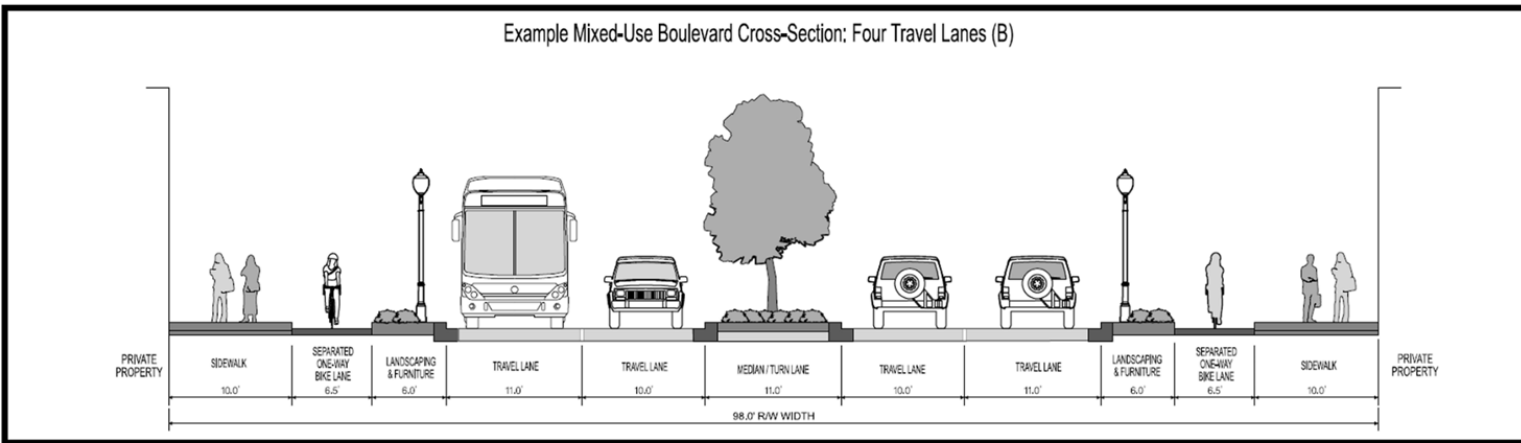 Example Mixed-Use Boulevard Cross-Section: Four Travel Lanes (B)
PRIVATE
PROPERTY
SIDEWALK
10.0'
SEPARATED
ONE-WAY
BIKE LANE
6.5'
LANDSCAPING
& FURNITURE
6.0'
TRAVEL LANE
11.0'
TRAVEL LANE
10.0'
MEDIAN / TURN LANE
11.0'
TRAVEL LANE
10.0'
TRAVEL LANE
11.0'
LANDSCAPING
& FURNITURE
6.0'
SEPARATED
ONE-WAY
BIKE LANE
6.5'
SIDEWALK
10.0'
PRIVATE
PROPERTY
98.0' R/W WIDTH